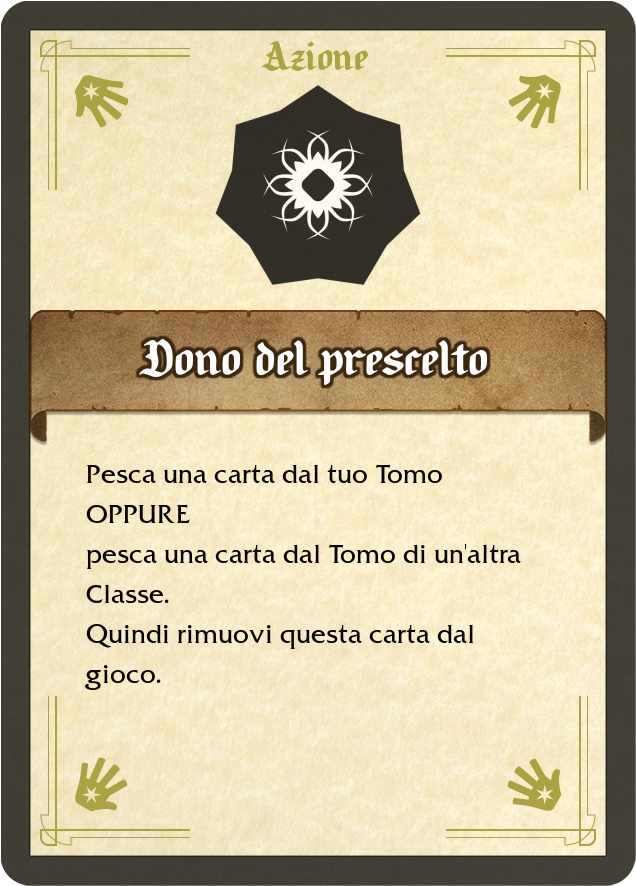 Azione
Dono del prescelto
Pesca una carta dal tuo Tomo
OPPURE
pesca una carta dal Tomo di un'altra
Classe.
Quindi rimuovi questa carta dal
gioco.